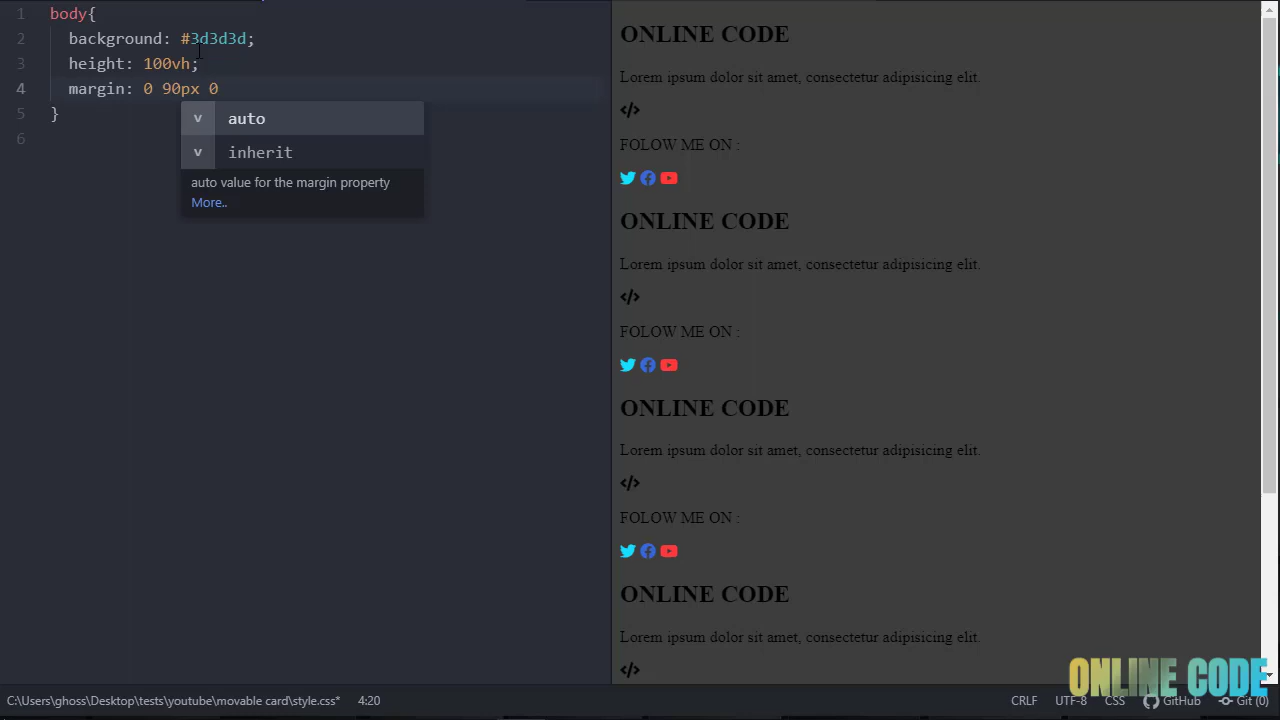 1 body{
2 background: #3d3d3d;
3 height: 100vh;
4 margin: 0 90px 0
5 }
6
v auto
v inherit
auto value for the margin property
More..
ONLINE CODE
Lorem ipsum dolor sit amet, consectetur adipisicing elit.
</>
FOLOW ME ON :
ONLINE CODE
Lorem ipsum dolor sit amet, consectetur adipisicing elit.
</>
FOLOW ME ON :
ONLINE CODE
Lorem ipsum dolor sit amet, consectetur adipisicing elit.
</>
FOLOW ME ON :
ONLINE CODE
Lorem ipsum dolor sit amet, consectetur adipisicing elit.
</>
ONLINE CODE
C:\Users\ghoss\Desktop\tests\youtube\movable card\style.css* 4:20 CRLF UTF-8 CSS GitHub Git (0)